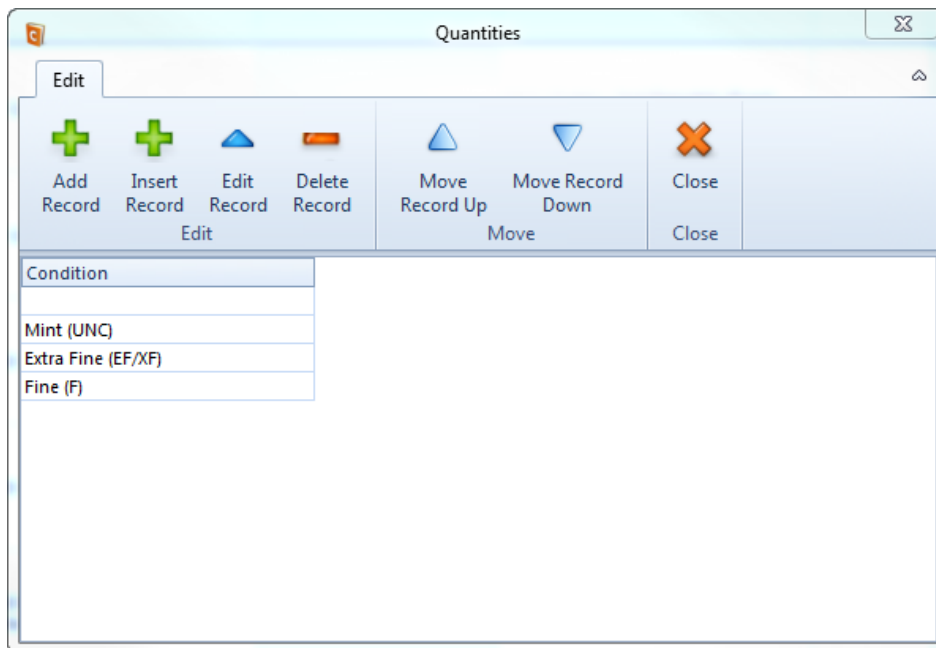 Quantities
Edit
Add Record
Insert Record
Edit Record
Delete Record
Move Record Up
Move Record Down
Close
Edit
Move
Close
Condition
Mint (UNC)
Extra Fine (EF/XF)
Fine (F)